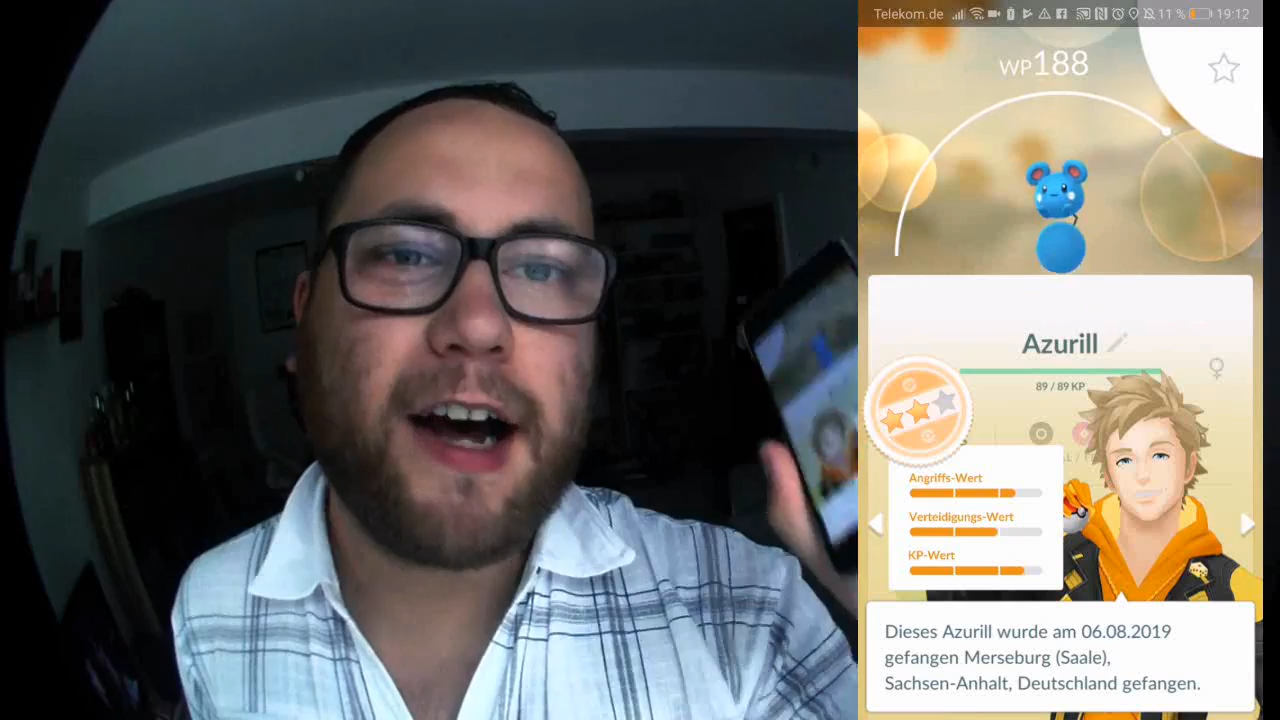 Telekom.de 11 % 19:12
WP188
Azurill
89 / 89 KP
Angriffs-Wert
Verteidigungs-Wert
KP-Wert
Dieses Azurill wurde am 06.08.2019
gefangen Merseburg (Saale),
Sachsen-Anhalt, Deutschland gefangen.